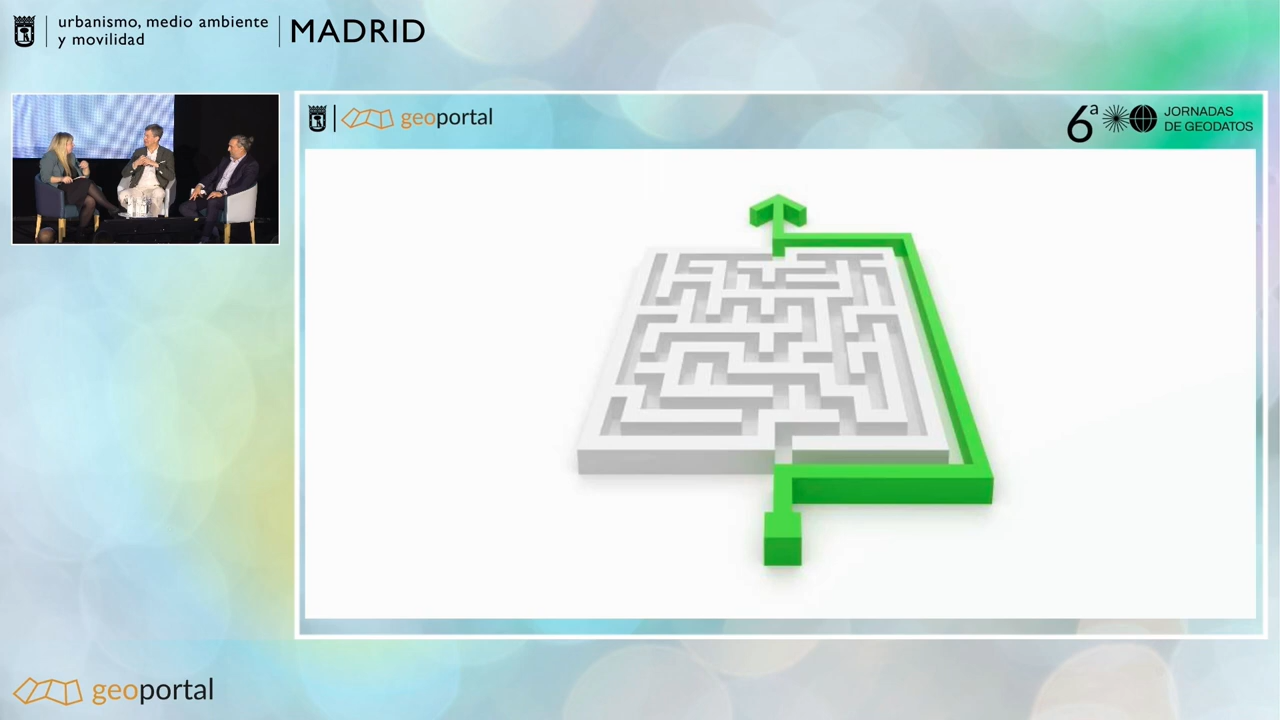 urbanismo, medio ambiente
y movilidad
MADRID
geoportal
6ª
JORNADAS
DE GEODATOS
geoportal